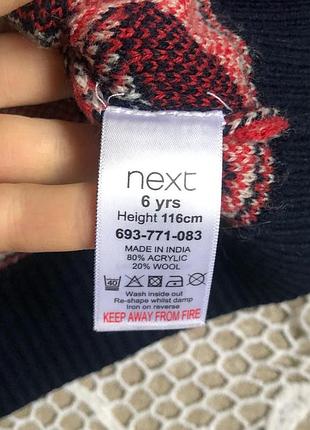 next
6 yrs
Height 116cm
693-771-083
MADE IN INDIA
80% ACRYLIC
20% WOOL
40
Wash inside out
Re-shape whilst damp
Iron on reverse
KEEP AWAY FROM FIRE